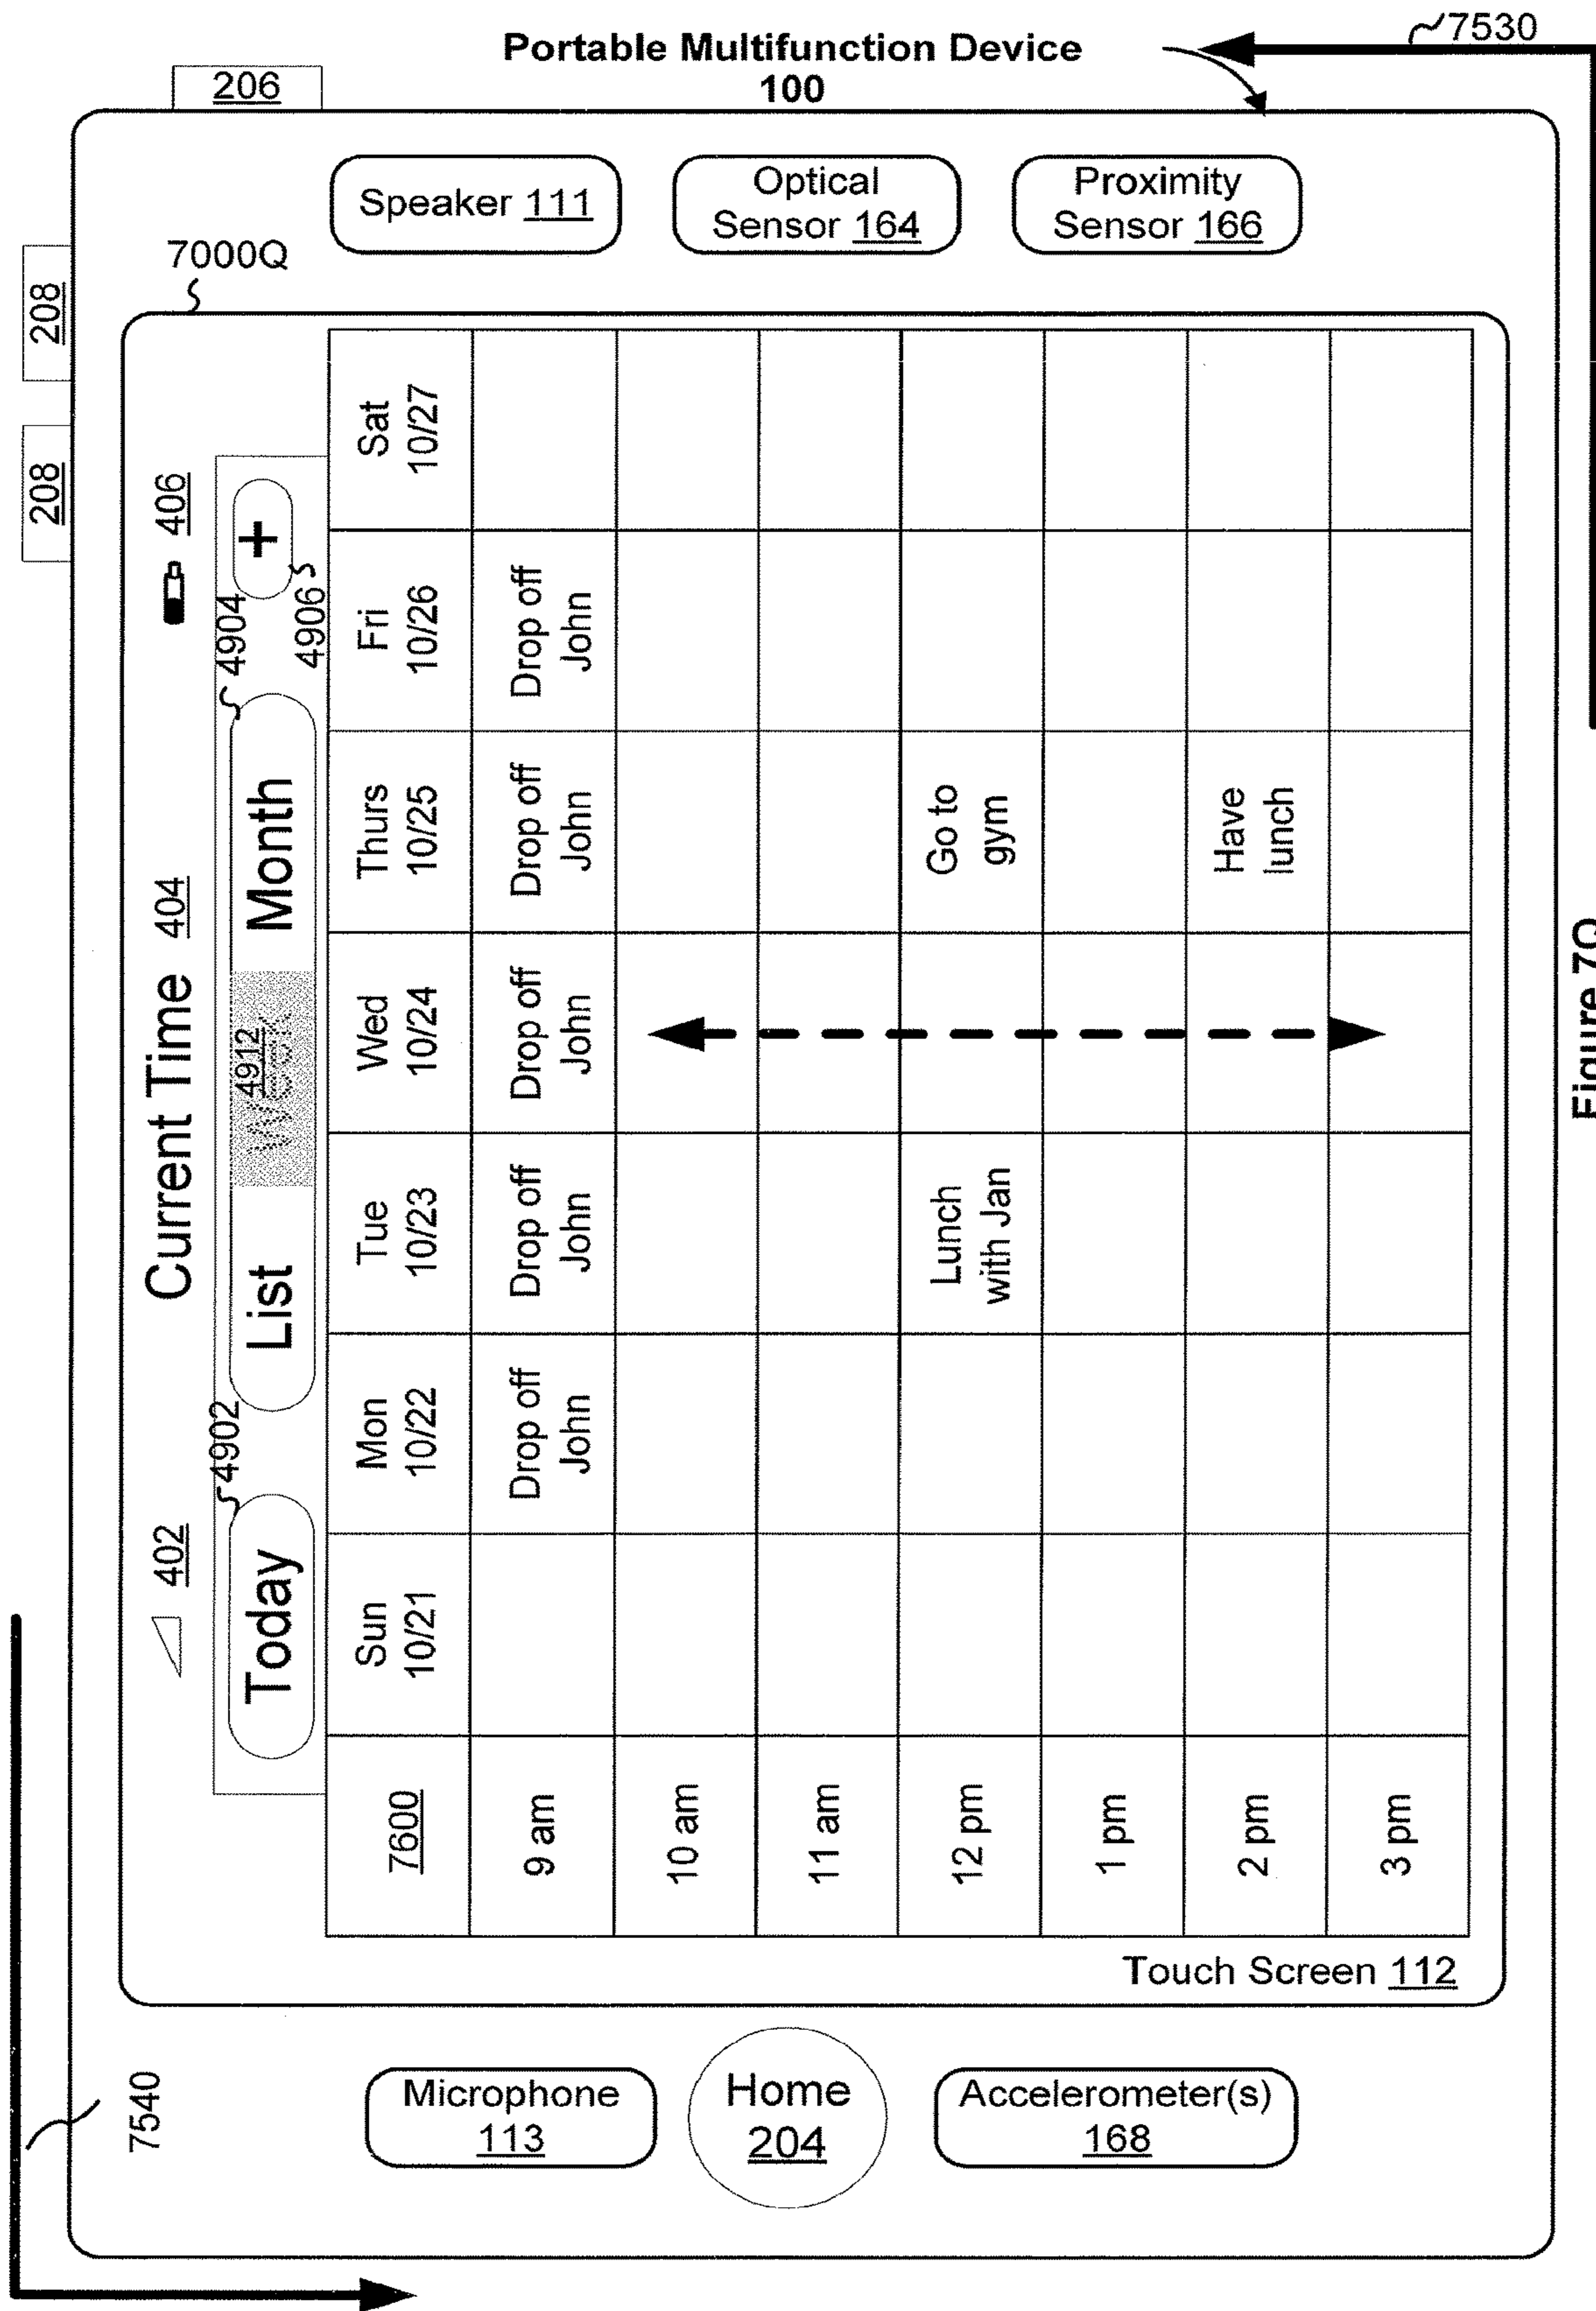 Portable Multifunction Device
100
7530
206
208
208
Speaker 111
Optical
Sensor 164
Proximity
Sensor 166
7000Q
402
Current Time 404
406
4902
4904
4906
Today
List
Week
4912
Month
+
7600
Sun
10/21
Mon
10/22
Tue
10/23
Wed
10/24
Thurs
10/25
Fri
10/26
Sat
10/27
9 am
Drop off
John
Drop off
John
Drop off
John
Drop off
John
Drop off
John
10 am
11 am
12 pm
Lunch
with Jan
Go to
gym
1 pm
2 pm
Have
lunch
3 pm
Touch Screen 112
Microphone
113
Home
204
Accelerometer(s)
168
7540
Figure 7Q